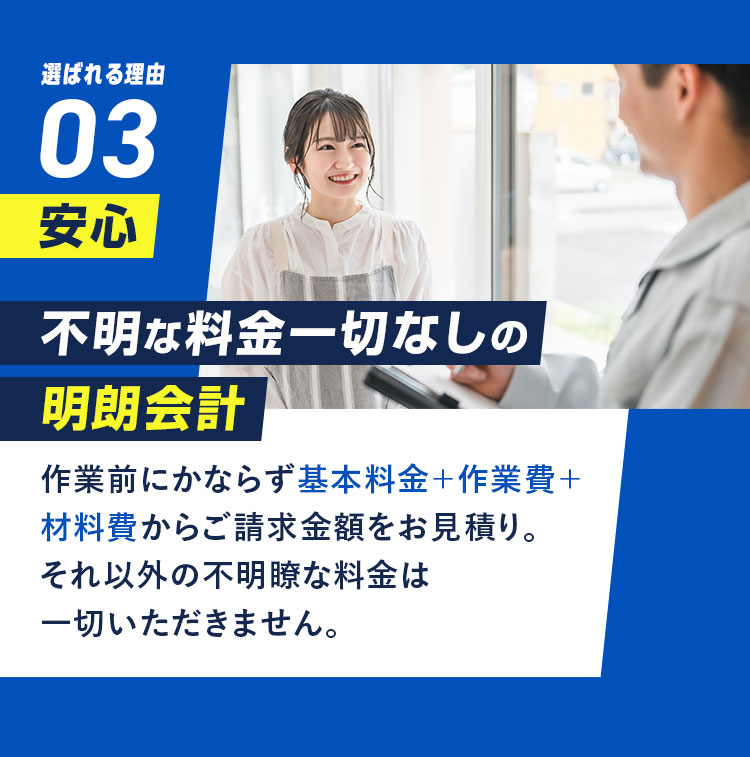 選ばれる理由
03
安心
不明な料金一切なしの
明朗会計
作業前にかならず基本料金＋作業費＋
材料費からご請求金額をお見積り。
それ以外の不明瞭な料金は
一切いただきません。